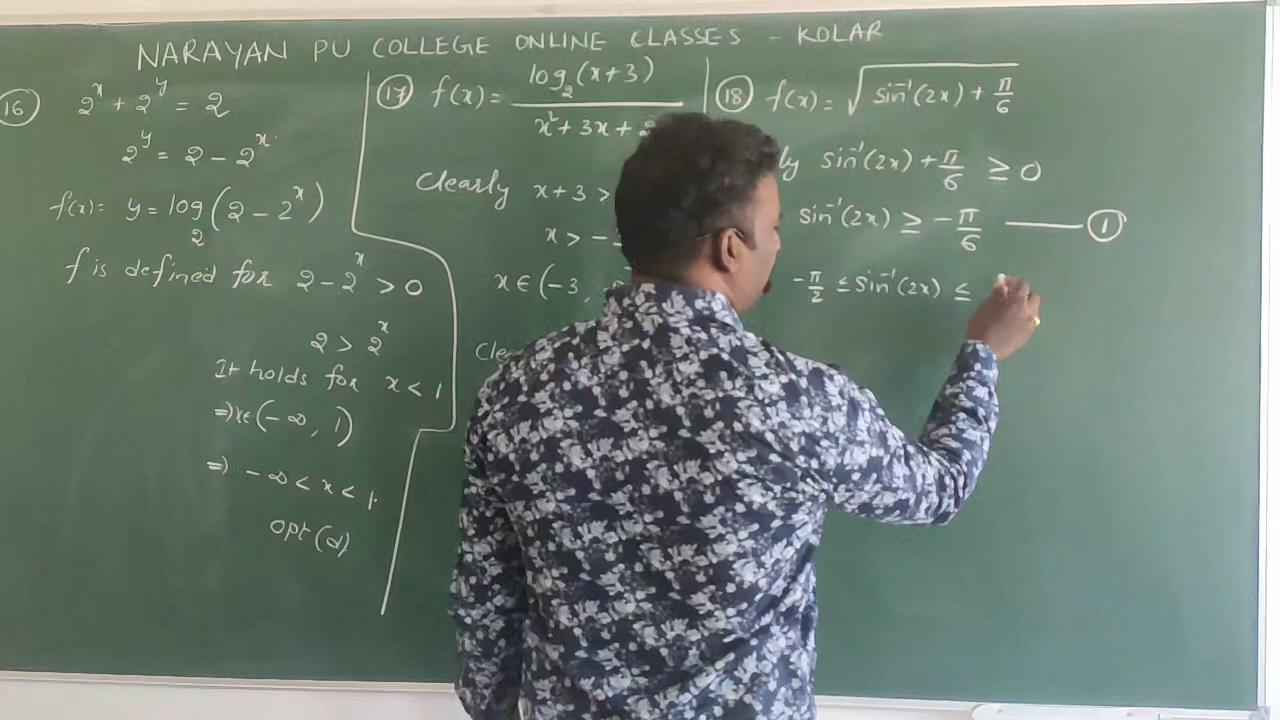 NARAYAN PU COLLEGE ONLINE CLASSES - KOLAR
16 2^x + 2^y = 2
2^y = 2 - 2^x
f(x) = y = log_2 (2 - 2^x)
f is defined for 2 - 2^x > 0
2 > 2^x
It holds for x < 1
⇒ x ∈ (-∞, 1)
⇒ -∞ < x < 1.
opt (d)
17 f(x) = log_2 (x+3)
x² + 3x +
Clearly x + 3 >
x > -
x ∈ (-3,
18 f(x) = √(sin⁻¹(2x) + π/6)
ly sin⁻¹(2x) + π/6 ≥ 0
sin⁻¹(2x) ≥ -π/6 —— 1
-π/2 ≤ sin⁻¹(2x) ≤